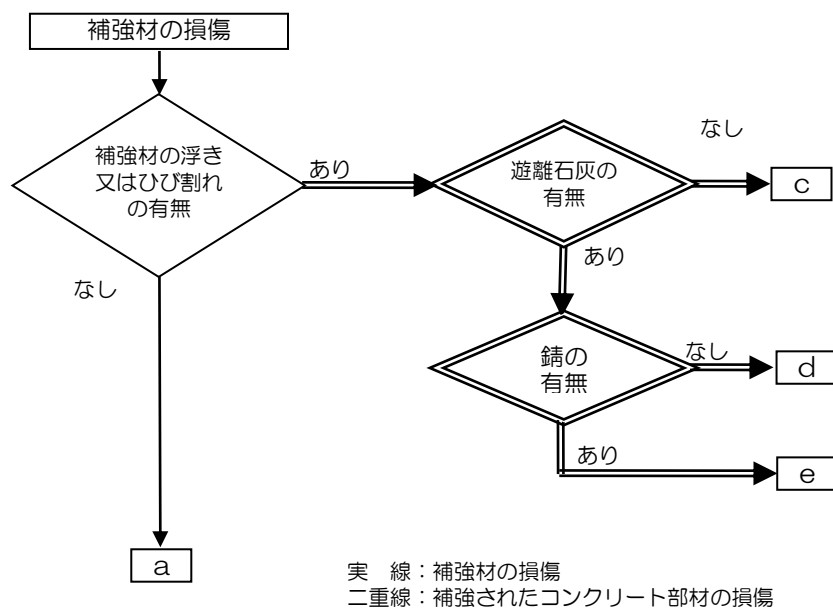 補強材の損傷
補強材の浮き
又はひび割れ
の有無
あり
なし
遊離石灰の
有無
なし
c
あり
錆の
有無
なし
d
あり
e
a
実　線：補強材の損傷
二重線：補強されたコンクリート部材の損傷